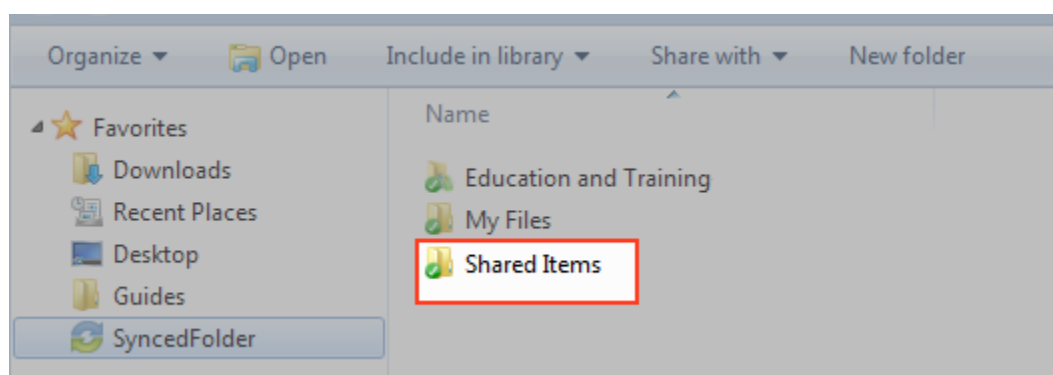 Organize Open Include in library Share with New folder
Favorites
Downloads
Recent Places
Desktop
Guides
SyncedFolder
Name
Education and Training
My Files
Shared Items